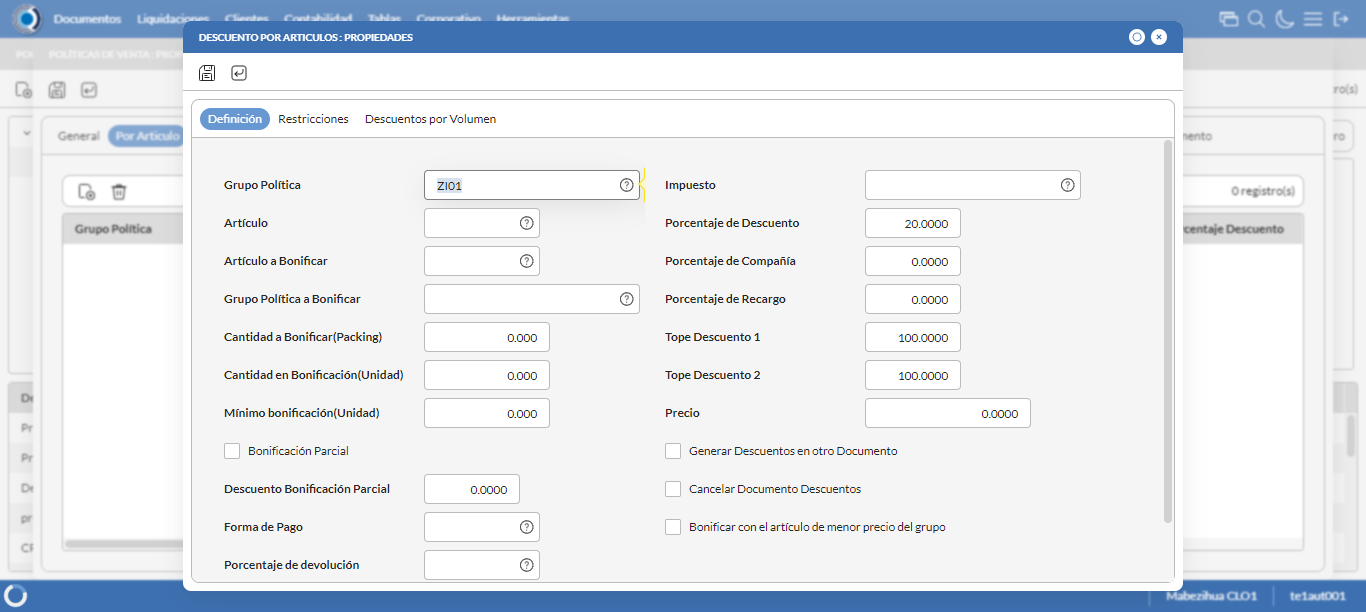 Documentos Liquidaciones Clientes Contabilidad Tablas Corporativo Herramientas
DESCUENTO POR ARTICULOS : PROPIEDADES
POLÍTICAS DE VENTA : PROP
ro(s)
Definición Restricciones Descuentos por Volumen
General Por Artículo
mento
ro
Grupo Política ZI01 Impuesto
0 registro(s)
Artículo Porcentaje de Descuento 20.0000
Grupo Política
centaje Descuento
Artículo a Bonificar Porcentaje de Compañía 0.0000
Grupo Política a Bonificar Porcentaje de Recargo 0.0000
Cantidad a Bonificar(Packing) 0.000 Tope Descuento 1 100.0000
Cantidad en Bonificación(Unidad) 0.000 Tope Descuento 2 100.0000
Mínimo bonificación(Unidad) 0.000 Precio 0.0000
Bonificación Parcial Generar Descuentos en otro Documento
Descuento Bonificación Parcial 0.0000 Cancelar Documento Descuentos
Forma de Pago Bonificar con el artículo de menor precio del grupo
Porcentaje de devolución
Mabezihua CLO1 te1aut001